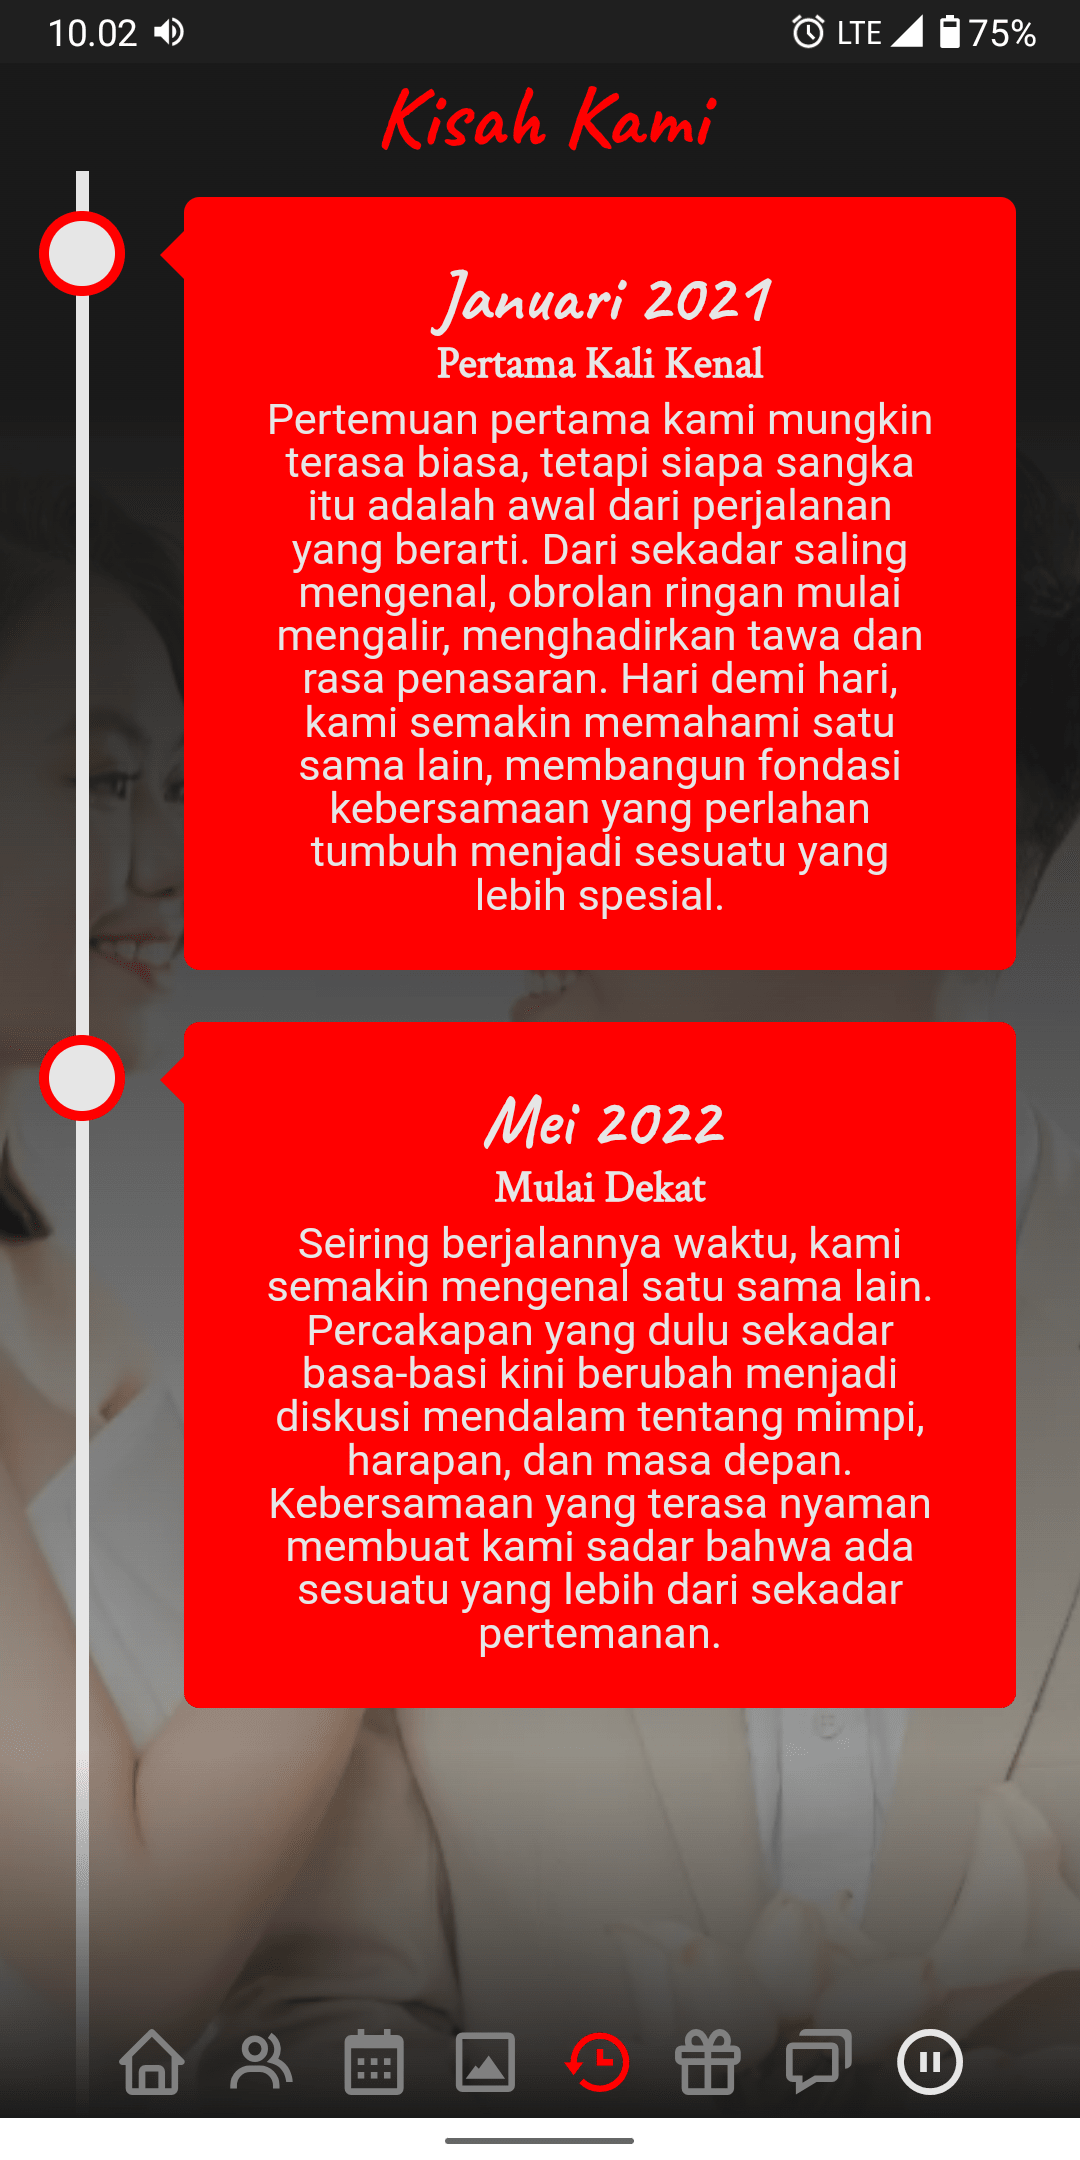 10.02
LTE
75%
Kisah Kami
Januari 2021
Pertama Kali Kenal
Pertemuan pertama kami mungkin
terasa biasa, tetapi siapa sangka
itu adalah awal dari perjalanan
yang berarti. Dari sekadar saling
mengenal, obrolan ringan mulai
mengalir, menghadirkan tawa dan
rasa penasaran. Hari demi hari,
kami semakin memahami satu
sama lain, membangun fondasi
kebersamaan yang perlahan
tumbuh menjadi sesuatu yang
lebih spesial.
Mei 2022
Mulai Dekat
Seiring berjalannya waktu, kami
semakin mengenal satu sama lain.
Percakapan yang dulu sekadar
basa-basi kini berubah menjadi
diskusi mendalam tentang mimpi,
harapan, dan masa depan.
Kebersamaan yang terasa nyaman
membuat kami sadar bahwa ada
sesuatu yang lebih dari sekadar
pertemanan.